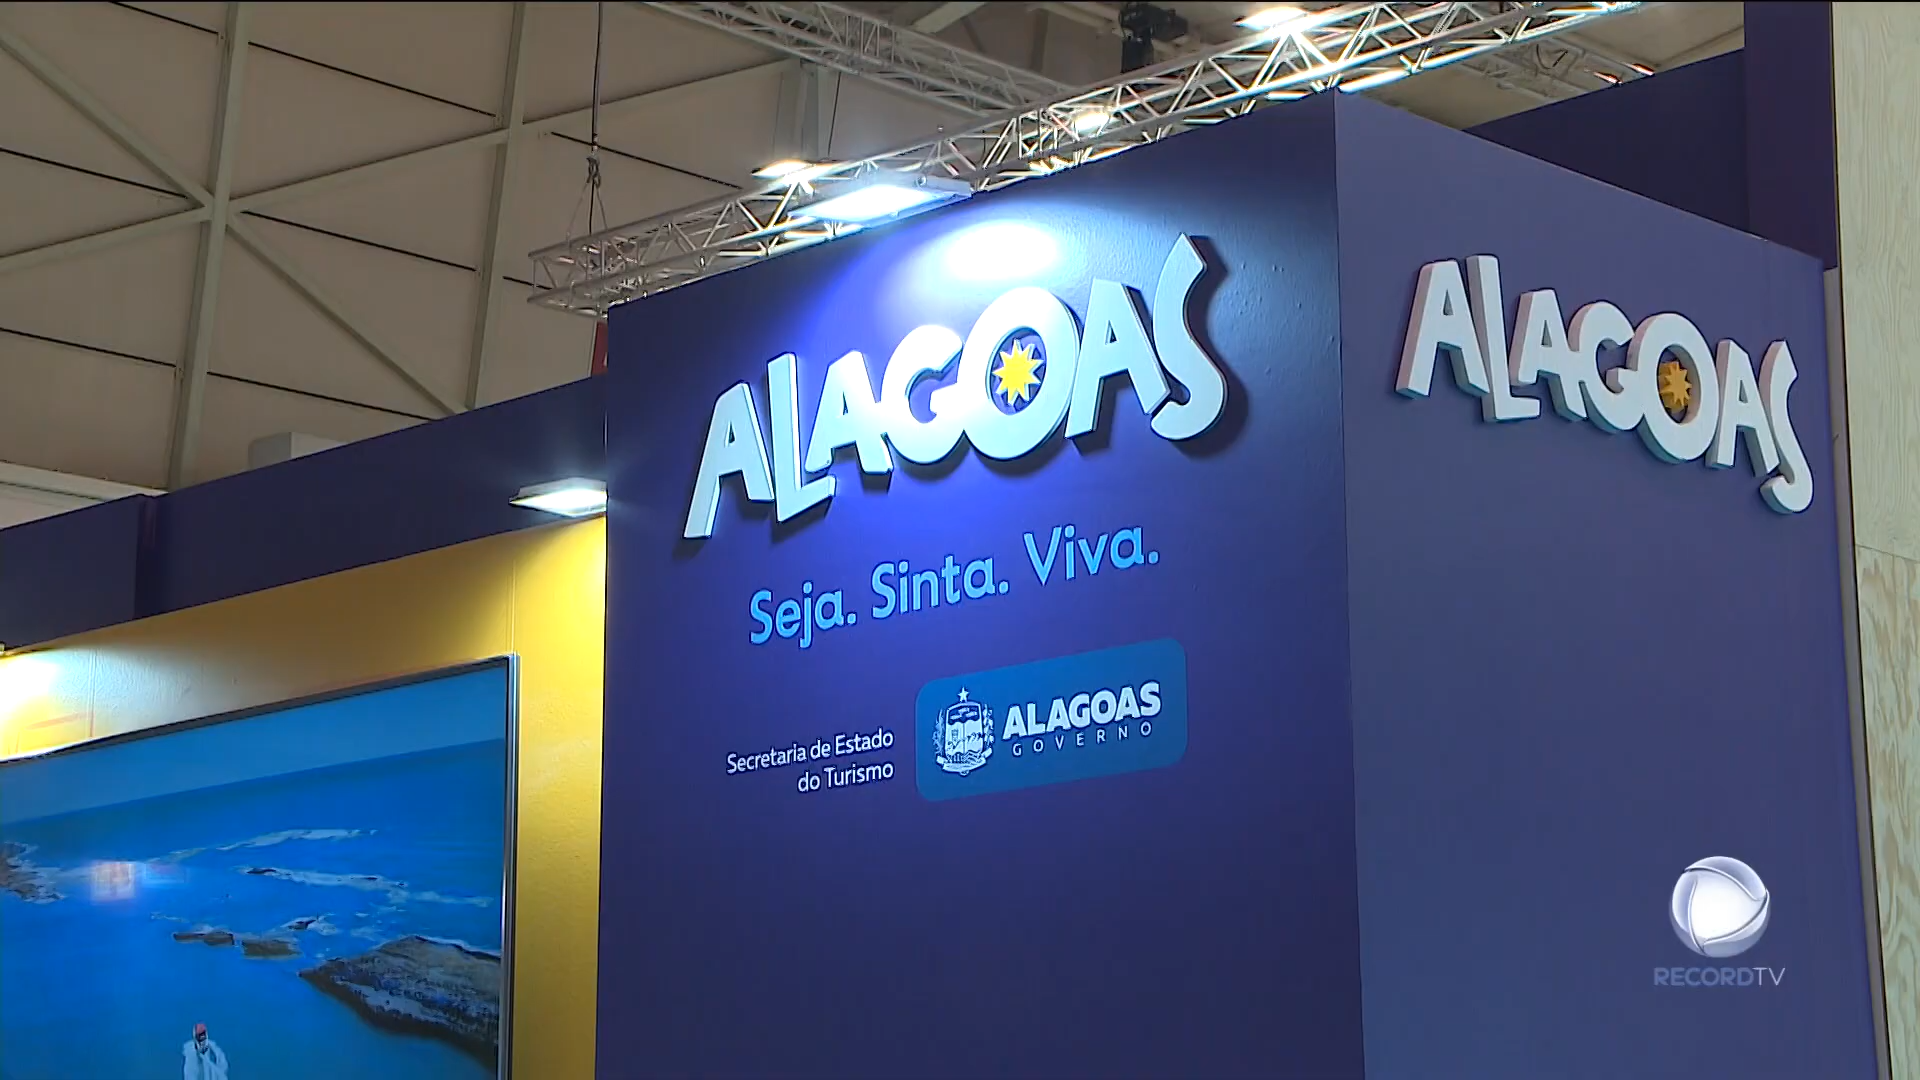 ALAGOAS
Seja. Sinta. Viva.
Secretaria de Estado
do Turismo
ALAGOAS
GOVERNO
ALAGOAS
RECORDTV